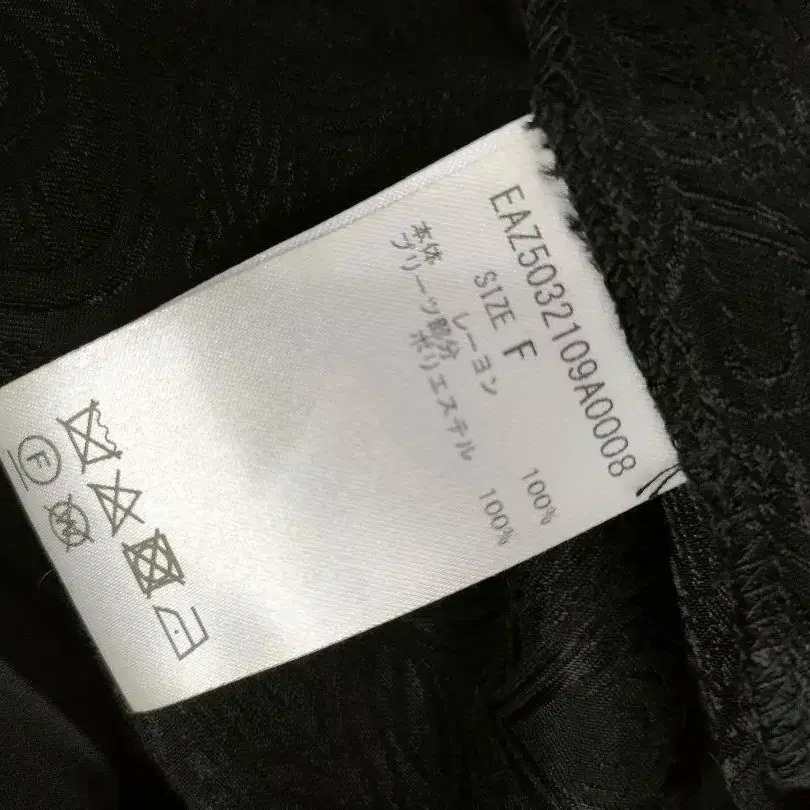 EAZ5032109A0008
SIZE F
本体 レーヨン 100%
プリーツ部分 ポリエステル 100%
F
W